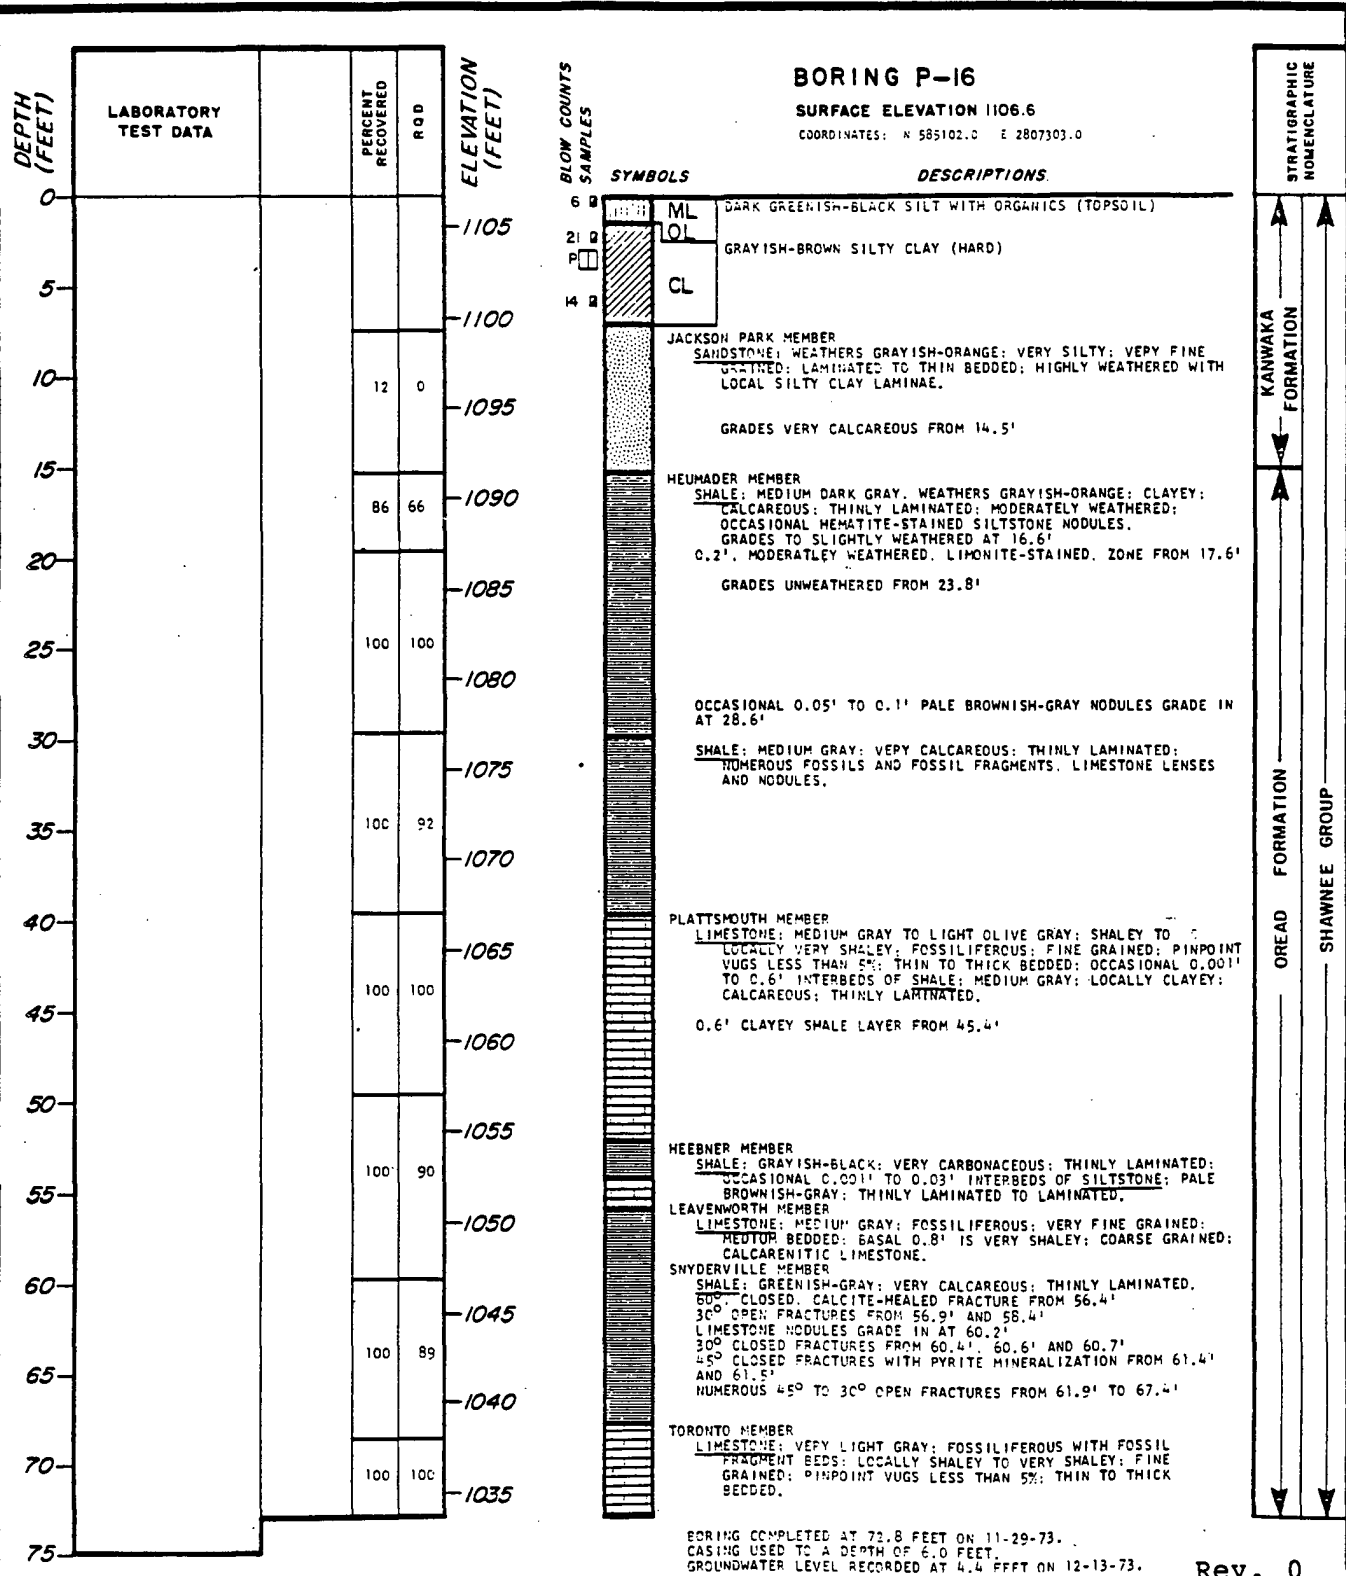 BORING P-16
SURFACE ELEVATION 1106.6
COORDINATES: N 585102.0 E 2807303.0
DEPTH (FEET)
LABORATORY TEST DATA
PERCENT RECOVERED
RQD
ELEVATION (FEET)
BLOW COUNTS
SAMPLES
SYMBOLS
DESCRIPTIONS
STRATIGRAPHIC NOMENCLATURE
0
5
10
15
20
25
30
35
40
45
50
55
60
65
70
75
12 0
86 66
100 100
100 92
100 100
100 90
100 89
100 100
1105
1100
1095
1090
1085
1080
1075
1070
1065
1060
1055
1050
1045
1040
1035
6
21
P
14
ML
OL
CL
DARK GREENISH-BLACK SILT WITH ORGANICS (TOPSOIL)
GRAYISH-BROWN SILTY CLAY (HARD)
JACKSON PARK MEMBER
SANDSTONE: WEATHERS GRAYISH-ORANGE: VERY SILTY: VERY FINE
GRAINED: LAMINATED TO THIN BEDDED: HIGHLY WEATHERED WITH
LOCAL SILTY CLAY LAMINAE.
GRADES VERY CALCAREOUS FROM 14.5'
HEUMADER MEMBER
SHALE: MEDIUM DARK GRAY. WEATHERS GRAYISH-ORANGE: CLAYEY:
CALCAREOUS: THINLY LAMINATED: MODERATELY WEATHERED:
OCCASIONAL HEMATITE-STAINED SILTSTONE NODULES.
GRADES TO SLIGHTLY WEATHERED AT 16.6'
0.2'. MODERATLEY WEATHERED. LIMONITE-STAINED. ZONE FROM 17.6'
GRADES UNWEATHERED FROM 23.8'
OCCASIONAL 0.05' TO 0.1' PALE BROWNISH-GRAY NODULES GRADE IN
AT 28.6'
SHALE: MEDIUM GRAY: VERY CALCAREOUS: THINLY LAMINATED:
NUMEROUS FOSSILS AND FOSSIL FRAGMENTS. LIMESTONE LENSES
AND NODULES.
PLATTSMOUTH MEMBER
LIMESTONE: MEDIUM GRAY TO LIGHT OLIVE GRAY: SHALEY TO
LOCALLY VERY SHALEY: FOSSILIFEROUS: FINE GRAINED: PINPOINT
VUGS LESS THAN 5%: THIN TO THICK BEDDED: OCCASIONAL 0.001'
TO 0.6' INTERBEDS OF SHALE: MEDIUM GRAY: LOCALLY CLAYEY:
CALCAREOUS: THINLY LAMINATED.
0.6' CLAYEY SHALE LAYER FROM 45.4'
HEEBNER MEMBER
SHALE: GRAYISH-BLACK: VERY CARBONACEOUS: THINLY LAMINATED:
OCCASIONAL 0.001' TO 0.03' INTERBEDS OF SILTSTONE: PALE
BROWNISH-GRAY: THINLY LAMINATED TO LAMINATED.
LEAVENWORTH MEMBER
LIMESTONE: MEDIUM GRAY: FOSSILIFEROUS: VERY FINE GRAINED:
MEDIUM BEDDED: BASAL 0.8' IS VERY SHALEY: COARSE GRAINED:
CALCARENITIC LIMESTONE.
SNYDERVILLE MEMBER
SHALE: GREENISH-GRAY: VERY CALCAREOUS: THINLY LAMINATED.
60°. CLOSED. CALCITE-HEALED FRACTURE FROM 56.4'
30° OPEN FRACTURES FROM 56.9' AND 58.4'
LIMESTONE NODULES GRADE IN AT 60.2'
30° CLOSED FRACTURES FROM 60.4'. 60.6' AND 60.7'
45° CLOSED FRACTURES WITH PYRITE MINERALIZATION FROM 61.4'
AND 61.5'
NUMEROUS 45° TO 30° OPEN FRACTURES FROM 61.9' TO 67.4'
TORONTO MEMBER
LIMESTONE: VERY LIGHT GRAY: FOSSILIFEROUS WITH FOSSIL
FRAGMENT BEDS: LOCALLY SHALEY TO VERY SHALEY: FINE
GRAINED: PINPOINT VUGS LESS THAN 5%: THIN TO THICK
BEDDED.
BORING COMPLETED AT 72.8 FEET ON 11-29-73.
CASING USED TO A DEPTH OF 6.0 FEET.
GROUNDWATER LEVEL RECORDED AT 4.4 FEET ON 12-13-73.
KANWAKA FORMATION
OREAD FORMATION
SHAWNEE GROUP
Rev. 0